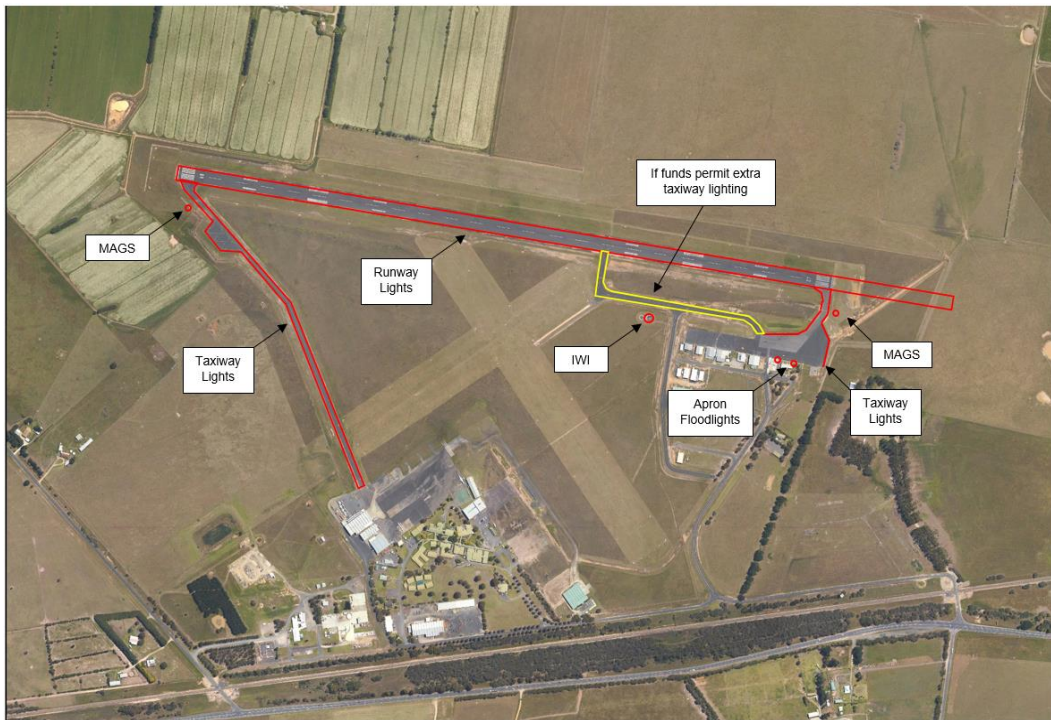 If funds permit extra
taxiway lighting
MAGS
Runway
Lights
IWI
MAGS
Taxiway
Lights
Apron
Floodlights
Taxiway
Lights